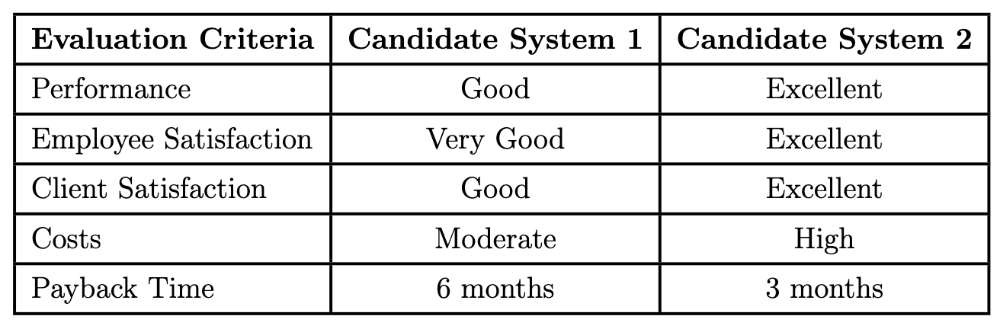 Evaluation Criteria Candidate System 1 Candidate System 2
Performance Good Excellent
Employee Satisfaction Very Good Excellent
Client Satisfaction Good Excellent
Costs Moderate High
Payback Time 6 months 3 months